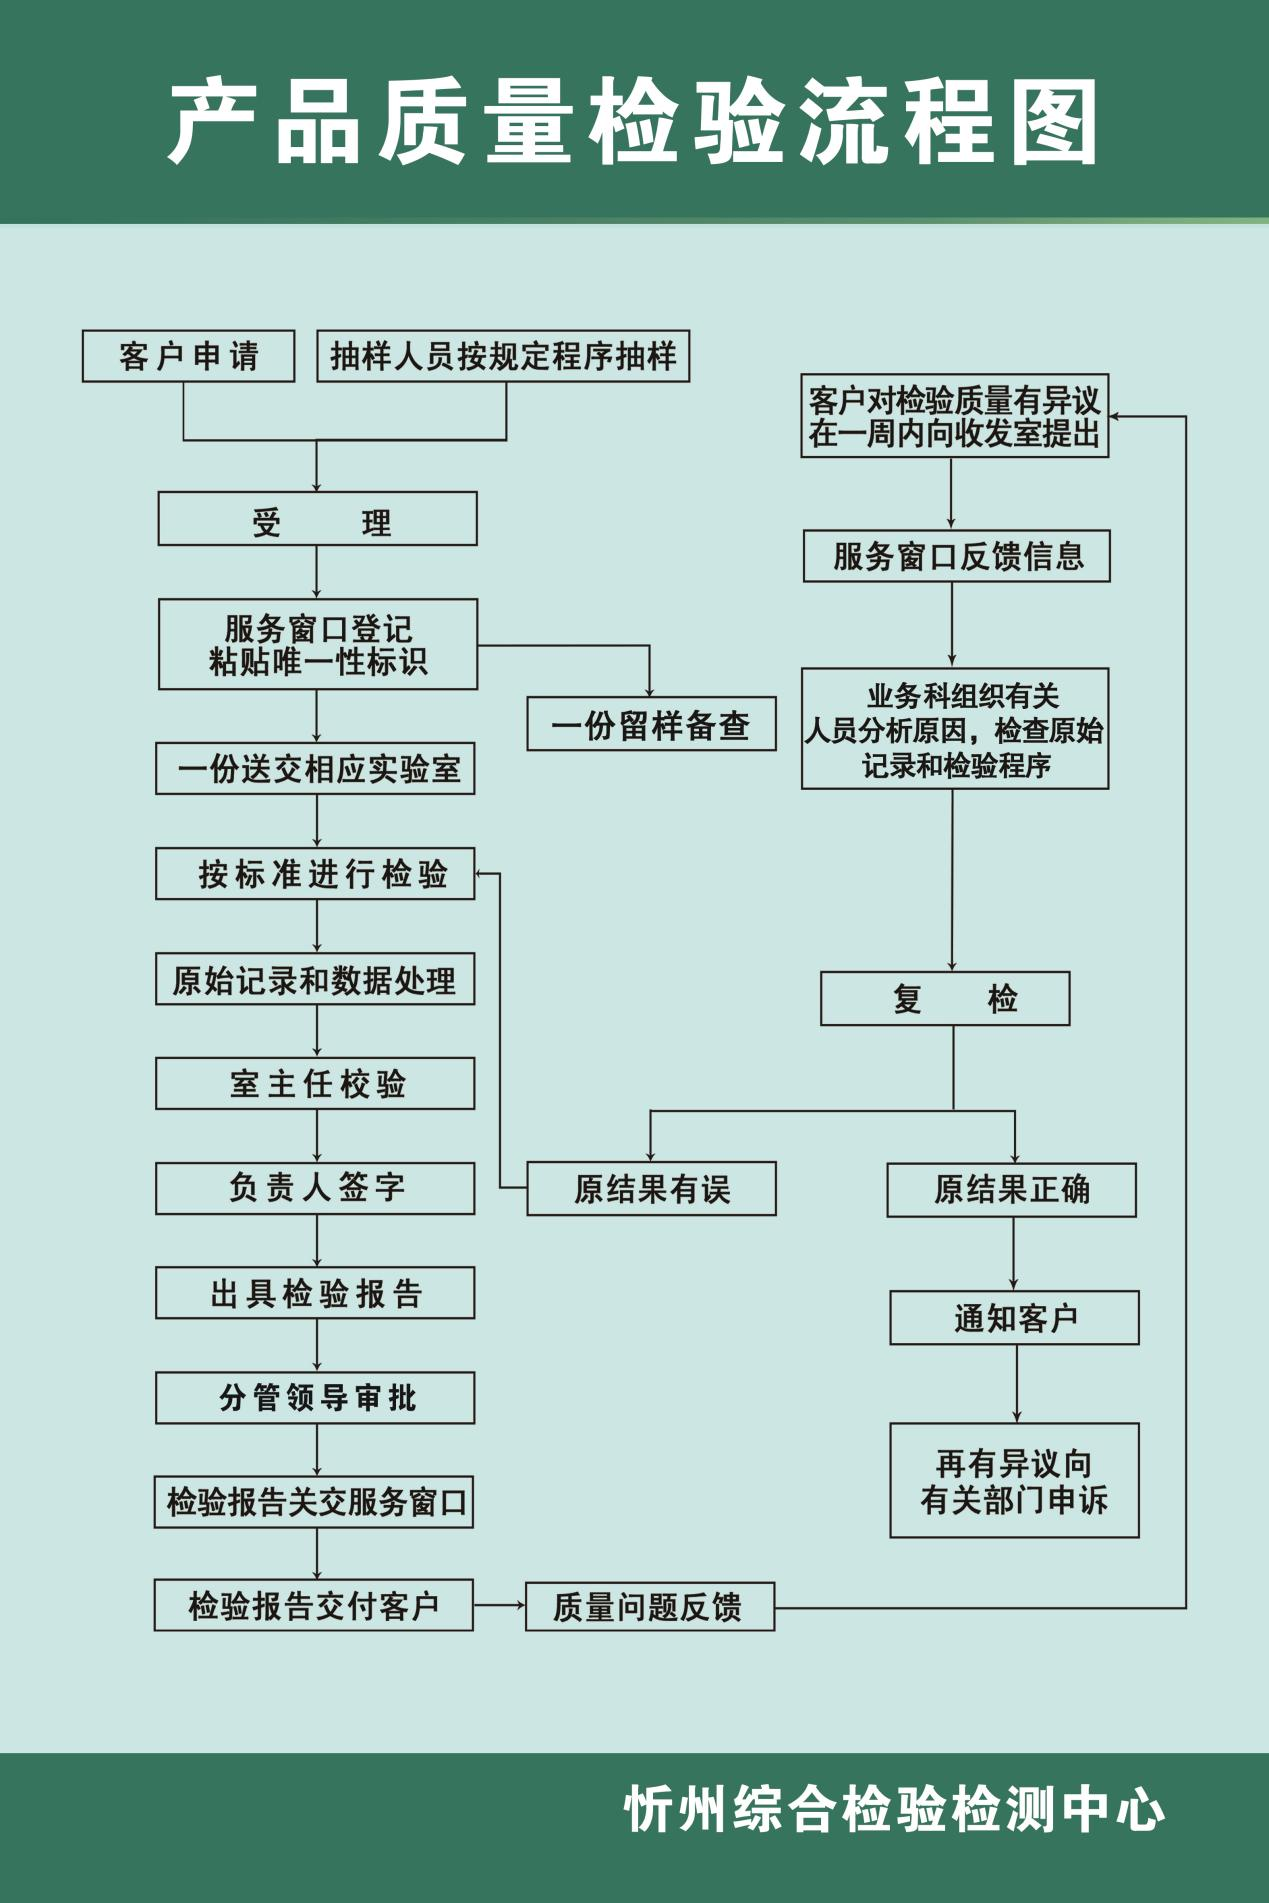 产品质量检验流程图
客户申请
抽样人员按规定程序抽样
受 理
服务窗口登记
粘贴唯一性标识
一份留样备查
一份送交相应实验室
按标准进行检验
原始记录和数据处理
室主任校验
负责人签字
出具检验报告
分管领导审批
检验报告关交服务窗口
检验报告交付客户
质量问题反馈
客户对检验质量有异议
在一周内向收发室提出
服务窗口反馈信息
业务科组织有关
人员分析原因，检查原始
记录和检验程序
复 检
原结果有误
原结果正确
通知客户
再有异议向
有关部门申诉
忻州综合检验检测中心